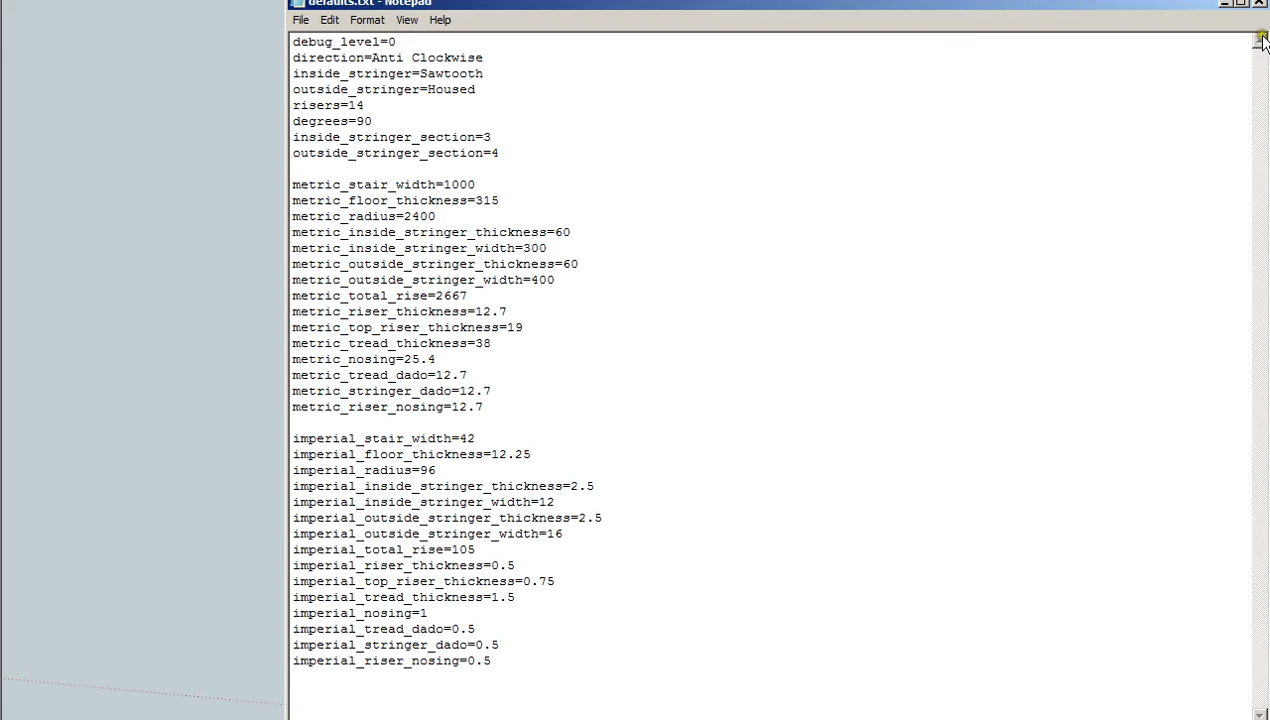 defaults.txt - Notepad
File Edit Format View Help
debug_level=0
direction=Anti Clockwise
inside_stringer=Sawtooth
outside_stringer=Housed
risers=14
degrees=90
inside_stringer_section=3
outside_stringer_section=4
metric_stair_width=1000
metric_floor_thickness=315
metric_radius=2400
metric_inside_stringer_thickness=60
metric_inside_stringer_width=300
metric_outside_stringer_thickness=60
metric_outside_stringer_width=400
metric_total_rise=2667
metric_riser_thickness=12.7
metric_top_riser_thickness=19
metric_tread_thickness=38
metric_nosing=25.4
metric_tread_dado=12.7
metric_stringer_dado=12.7
metric_riser_nosing=12.7
imperial_stair_width=42
imperial_floor_thickness=12.25
imperial_radius=96
imperial_inside_stringer_thickness=2.5
imperial_inside_stringer_width=12
imperial_outside_stringer_thickness=2.5
imperial_outside_stringer_width=16
imperial_total_rise=105
imperial_riser_thickness=0.5
imperial_top_riser_thickness=0.75
imperial_tread_thickness=1.5
imperial_nosing=1
imperial_tread_dado=0.5
imperial_stringer_dado=0.5
imperial_riser_nosing=0.5